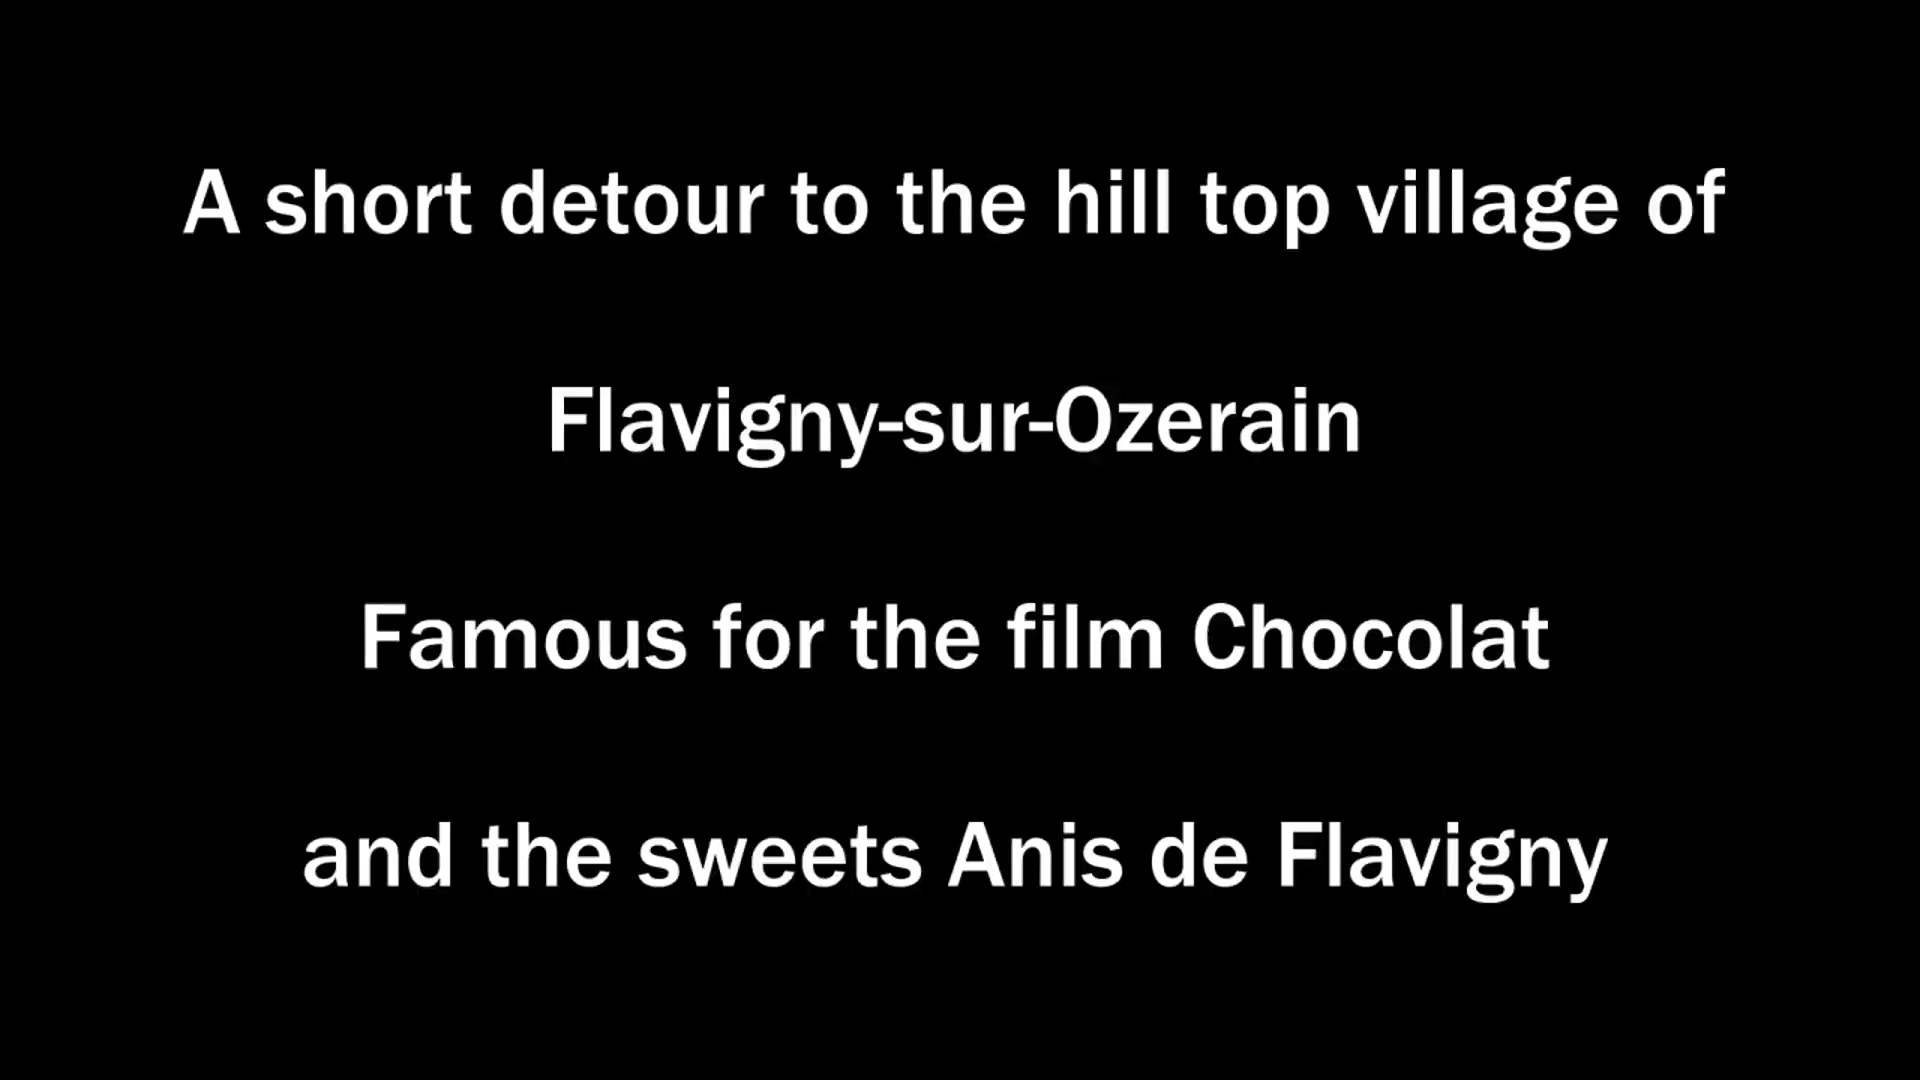 A short detour to the hill top village of
Flavigny-sur-Ozerain
Famous for the film Chocolat
and the sweets Anis de Flavigny